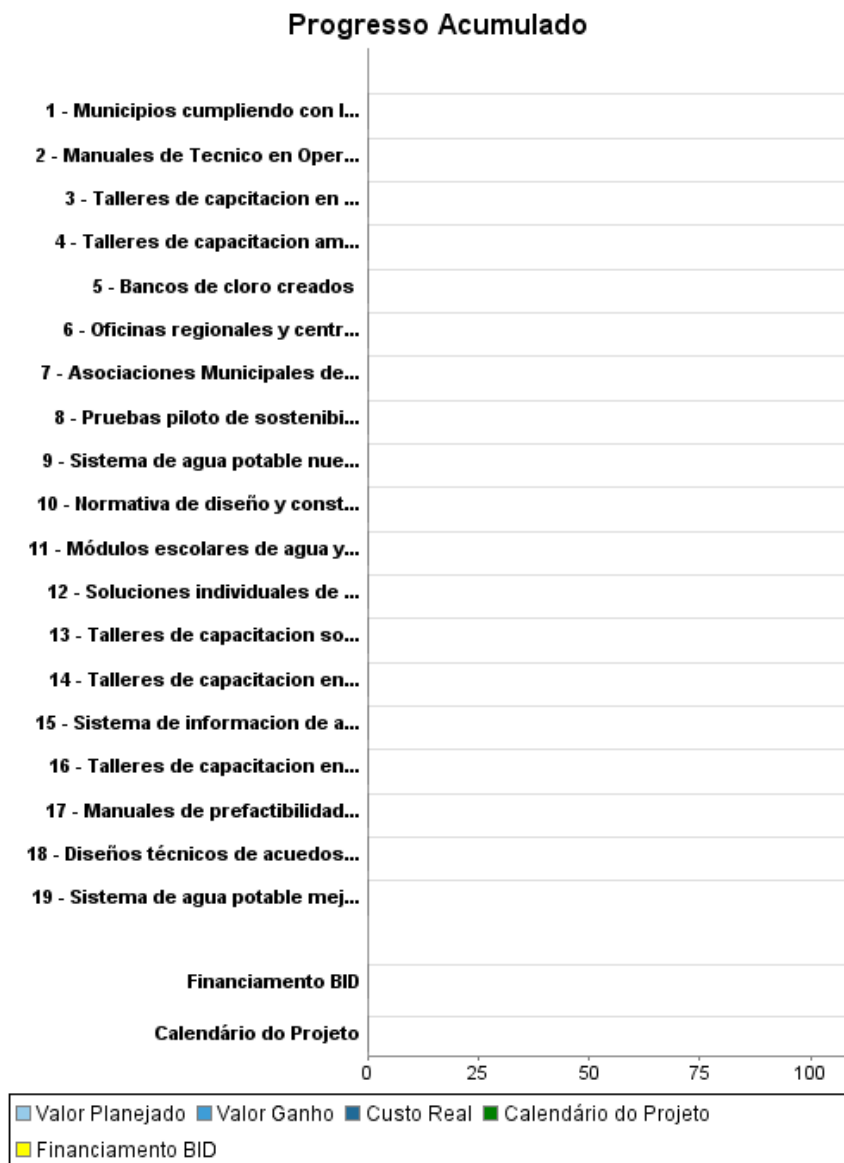 Progresso Acumulado
1 - Municipios cumpliendo con l...
2 - Manuales de Tecnico en Oper...
3 - Talleres de capcitacion en ...
4 - Talleres de capacitacion am...
5 - Bancos de cloro creados
6 - Oficinas regionales y centr...
7 - Asociaciones Municipales de...
8 - Pruebas piloto de sostenibi...
9 - Sistema de agua potable nue...
10 - Normativa de diseño y const...
11 - Módulos escolares de agua y...
12 - Soluciones individuales de ...
13 - Talleres de capacitacion so...
14 - Talleres de capacitacion en...
15 - Sistema de informacion de a...
16 - Talleres de capacitacion en...
17 - Manuales de prefactibilidad...
18 - Diseños técnicos de acuedos...
19 - Sistema de agua potable mej...
Financiamento BID
Calendário do Projeto
0 25 50 75 100
Valor Planejado Valor Ganho Custo Real Calendário do Projeto
Financiamento BID